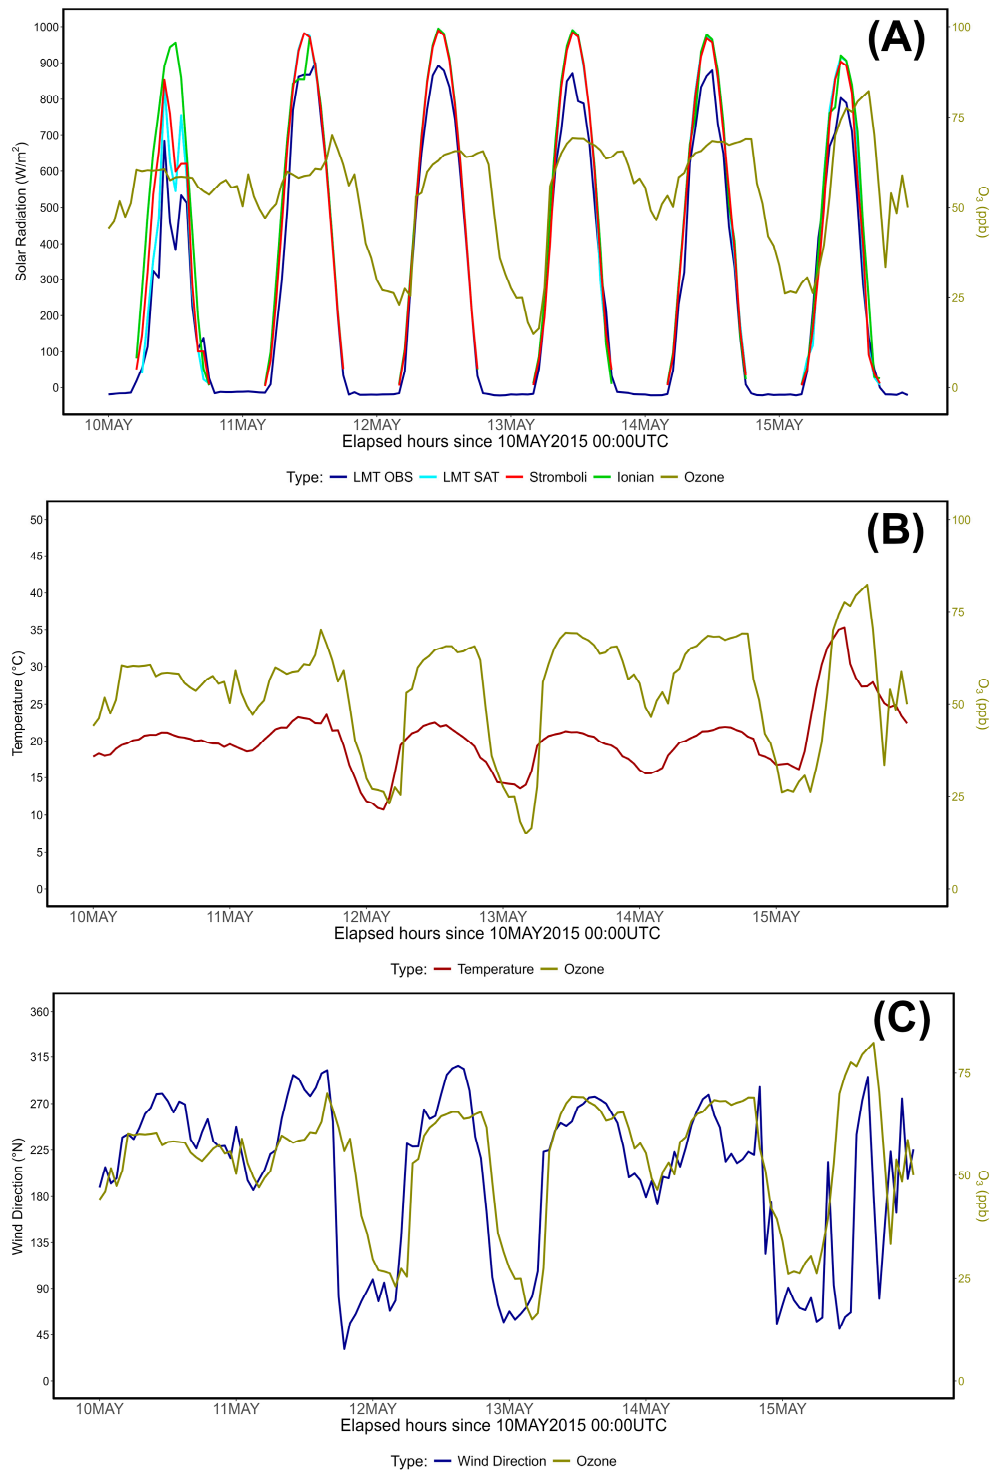 (A)
Solar Radiation (W/m²)
1000
900
800
700
600
500
400
300
200
100
0
100
75
50
25
0
O₃ (ppb)
10MAY 11MAY 12MAY 13MAY 14MAY 15MAY
Elapsed hours since 10MAY2015 00:00UTC
Type: LMT OBS LMT SAT Stromboli Ionian Ozone
(B)
Temperature (°C)
50
45
40
35
30
25
20
15
10
5
0
100
75
50
25
0
O₃ (ppb)
10MAY 11MAY 12MAY 13MAY 14MAY 15MAY
Elapsed hours since 10MAY2015 00:00UTC
Type: Temperature Ozone
(C)
Wind Direction (°N)
360
315
270
225
180
135
90
45
0
75
50
25
0
O₃ (ppb)
10MAY 11MAY 12MAY 13MAY 14MAY 15MAY
Elapsed hours since 10MAY2015 00:00UTC
Type: Wind Direction Ozone